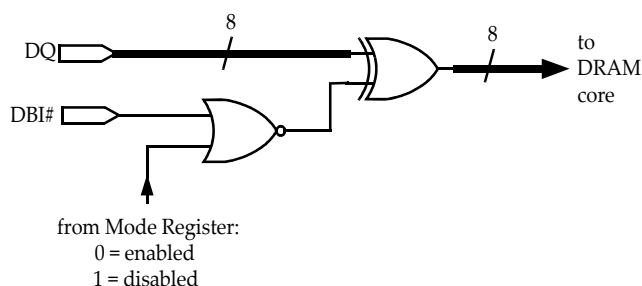 8
8
DQ
to
DRAM
core
DBI#
from Mode Register:
0 = enabled
1 = disabled